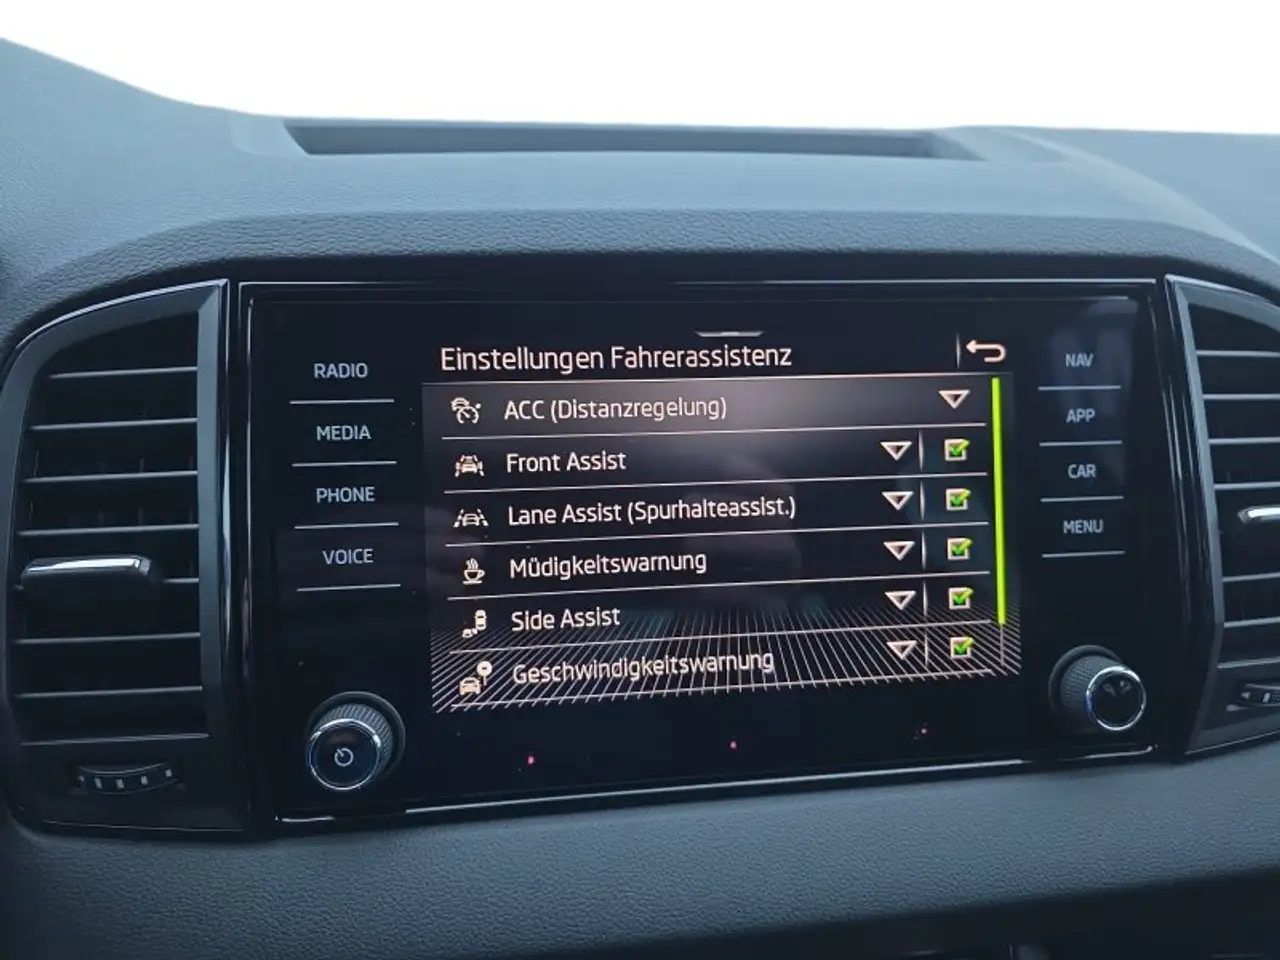 Einstellungen Fahrerassistenz
RADIO
MEDIA
PHONE
VOICE
ACC (Distanzregelung)
Front Assist
Lane Assist (Spurhalteassist.)
Müdigkeitswarnung
Side Assist
Geschwindigkeitswarnung
NAV
APP
CAR
MENU